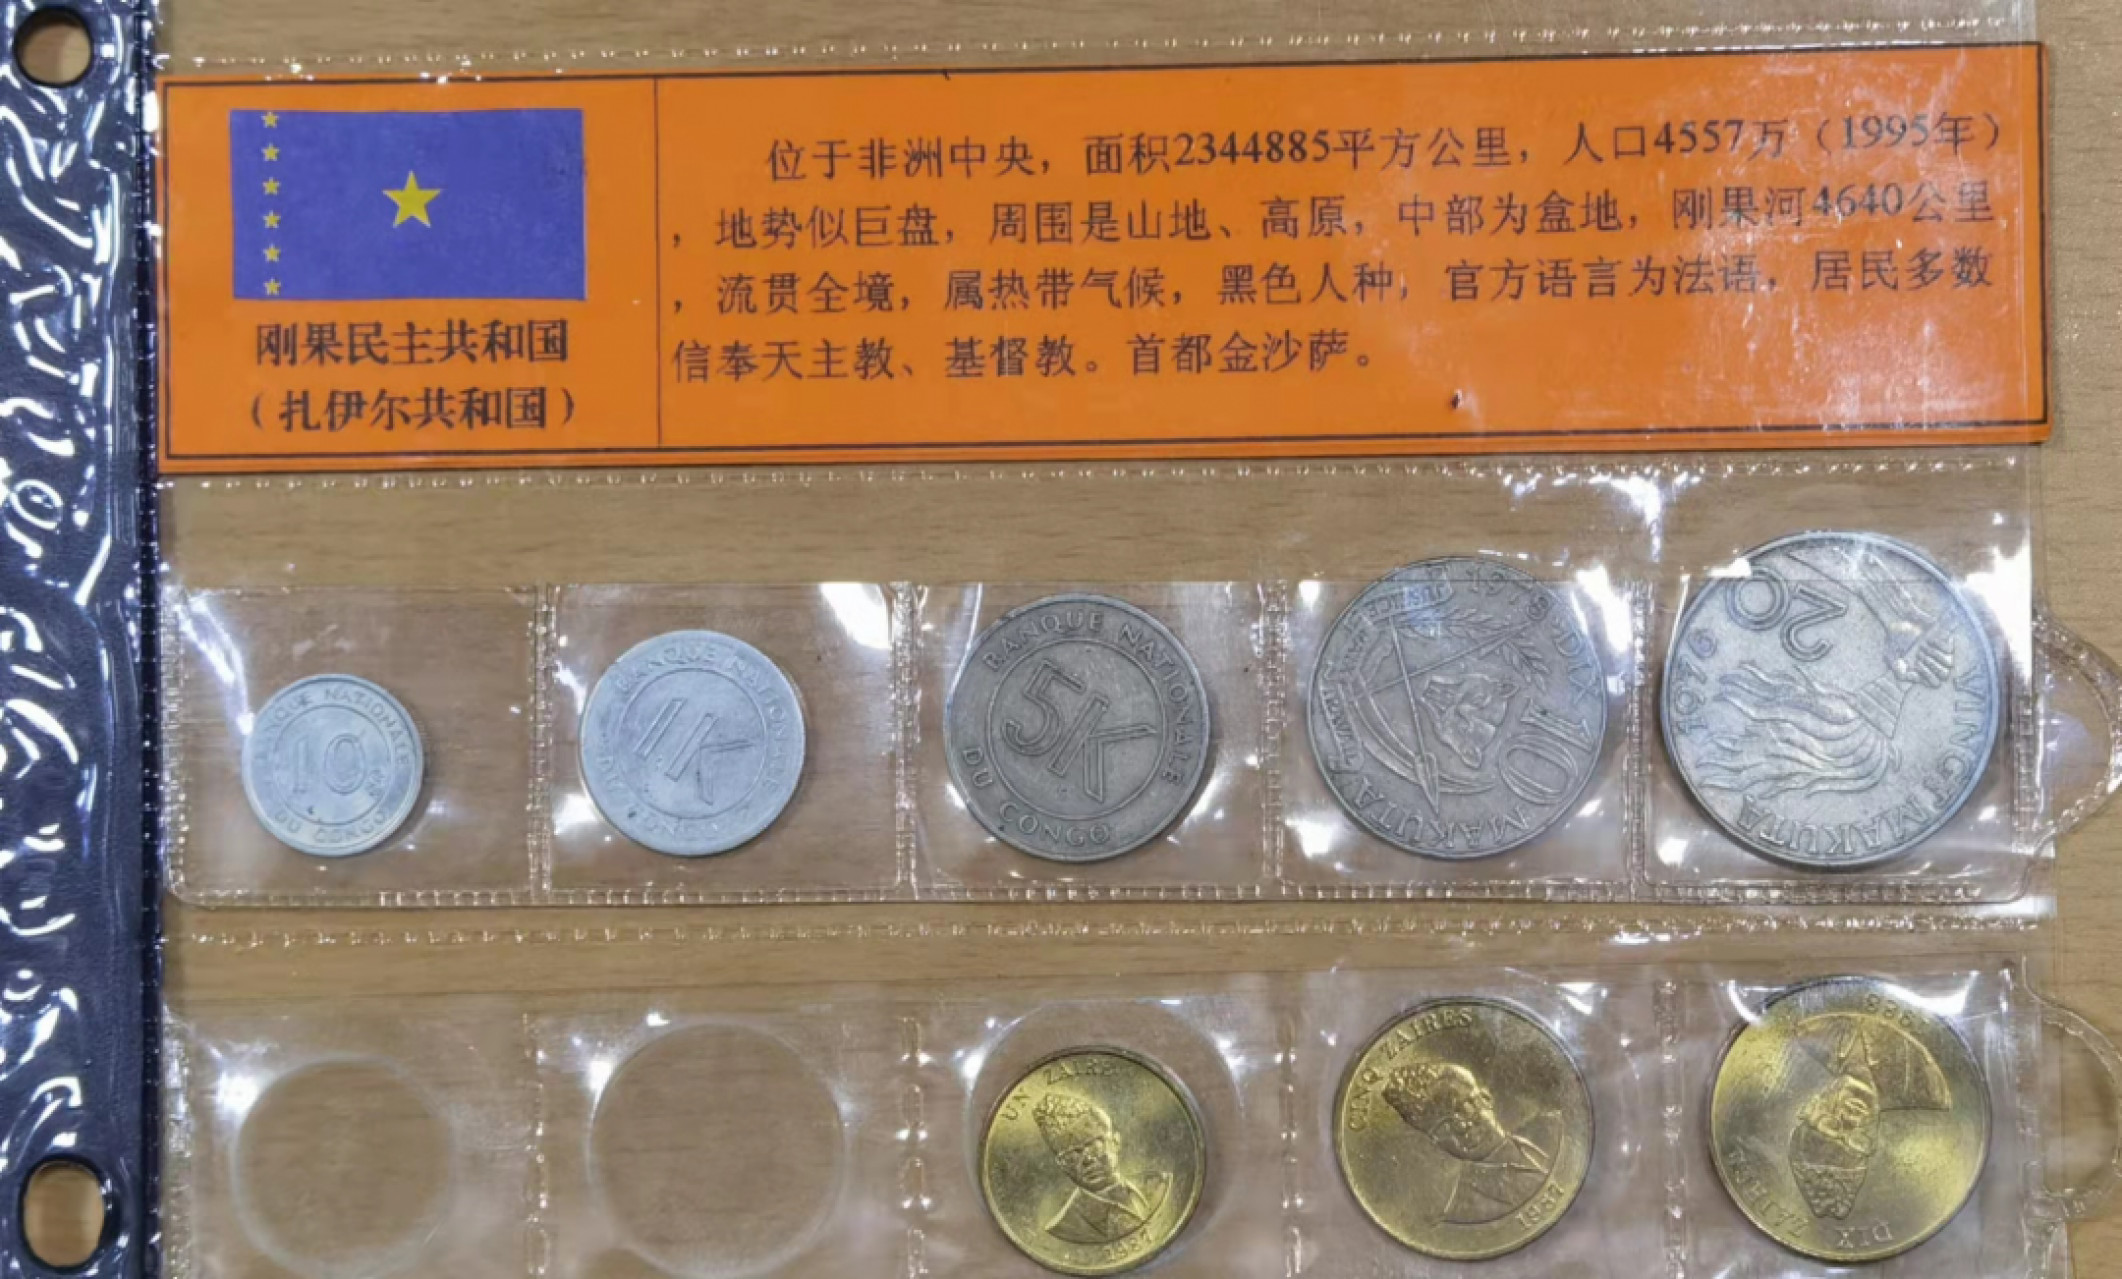 位于非洲中央，面积2344885平方公里，人口4557万（1995年）
，地势似巨盘，周围是山地、高原，中部为盒地，刚果河4640公里
，流贯全境，属热带气候，黑色人种，官方语言为法语，居民多数
信奉天主教、基督教。首都金沙萨。
刚果民主共和国
（扎伊尔共和国）
BANQUE NATIONALE
10
DU CONGO
BANQUE NATIONALE
1K
DU CONGO
BANQUE NATIONALE
5K
DU CONGO
JUSTICE PAIX TRAVAIL
DIX MAKUTA
10
1976
20
VINGT MAKUTA
UN ZAIRE
1987
CINQ ZAIRES
1987
DIX ZAIRES